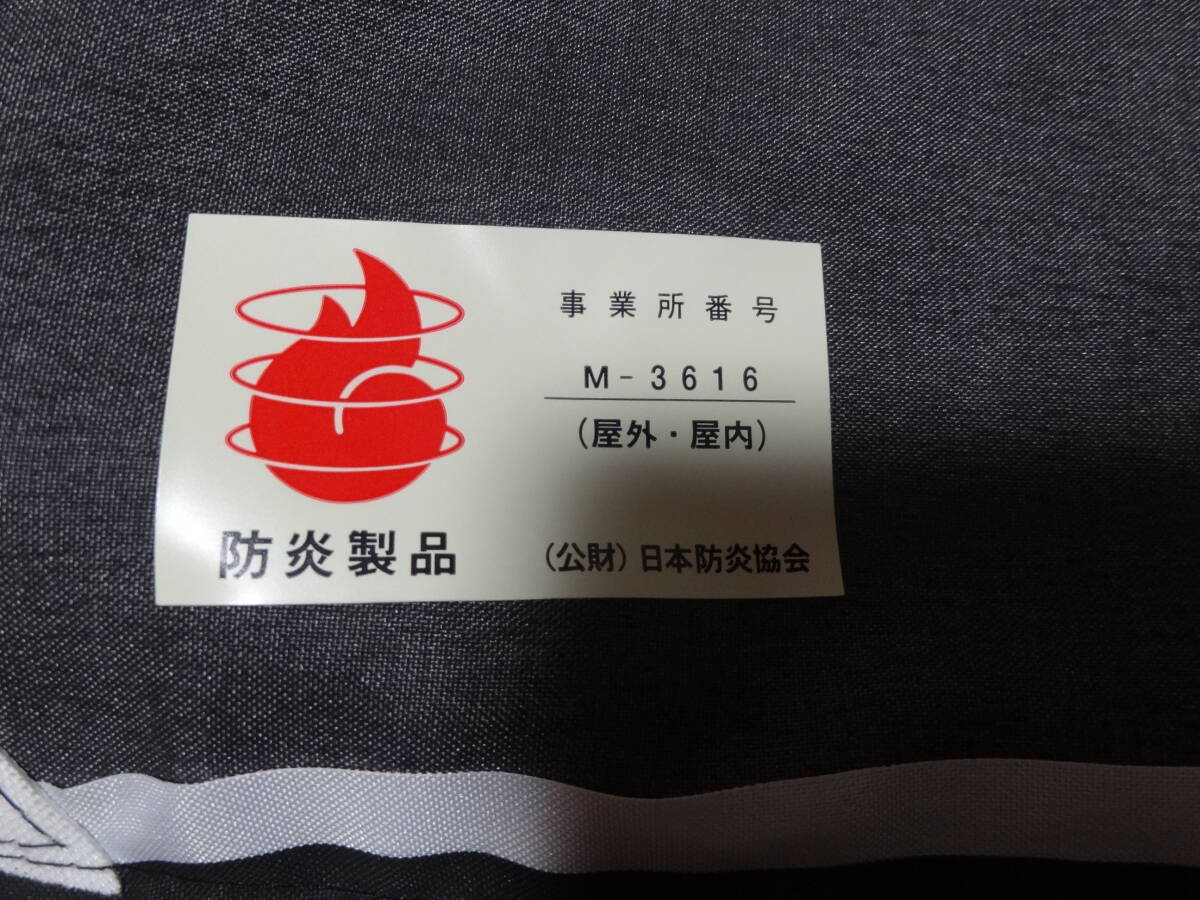 事業所番号
M-3616
(屋外・屋内)
防炎製品
(公財)日本防炎協会